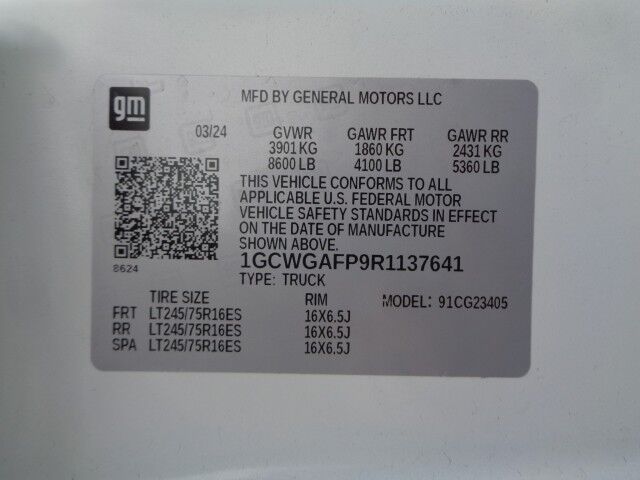 gm
MFD BY GENERAL MOTORS LLC
03/24 GVWR GAWR FRT GAWR RR
3901 KG 1860 KG 2431 KG
8600 LB 4100 LB 5360 LB
THIS VEHICLE CONFORMS TO ALL
APPLICABLE U.S. FEDERAL MOTOR
VEHICLE SAFETY STANDARDS IN EFFECT
ON THE DATE OF MANUFACTURE
SHOWN ABOVE.
8624
1GCWGAFP9R1137641
TYPE: TRUCK
TIRE SIZE RIM MODEL: 91CG23405
FRT LT245/75R16ES 16X6.5J
RR LT245/75R16ES 16X6.5J
SPA LT245/75R16ES 16X6.5J